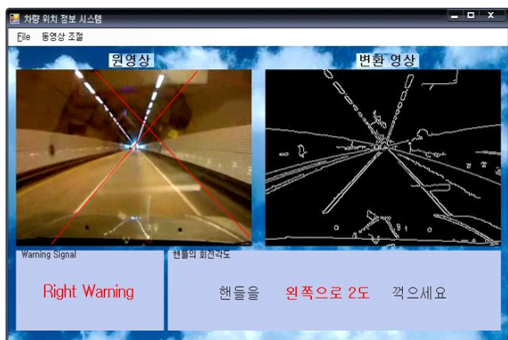 차량 위치 정보 시스템
File 동영상 조절
원영상 변환 영상
Warning Signal 핸들의 회전각도
Right Warning 핸들을 왼쪽으로 2도 꺽으세요